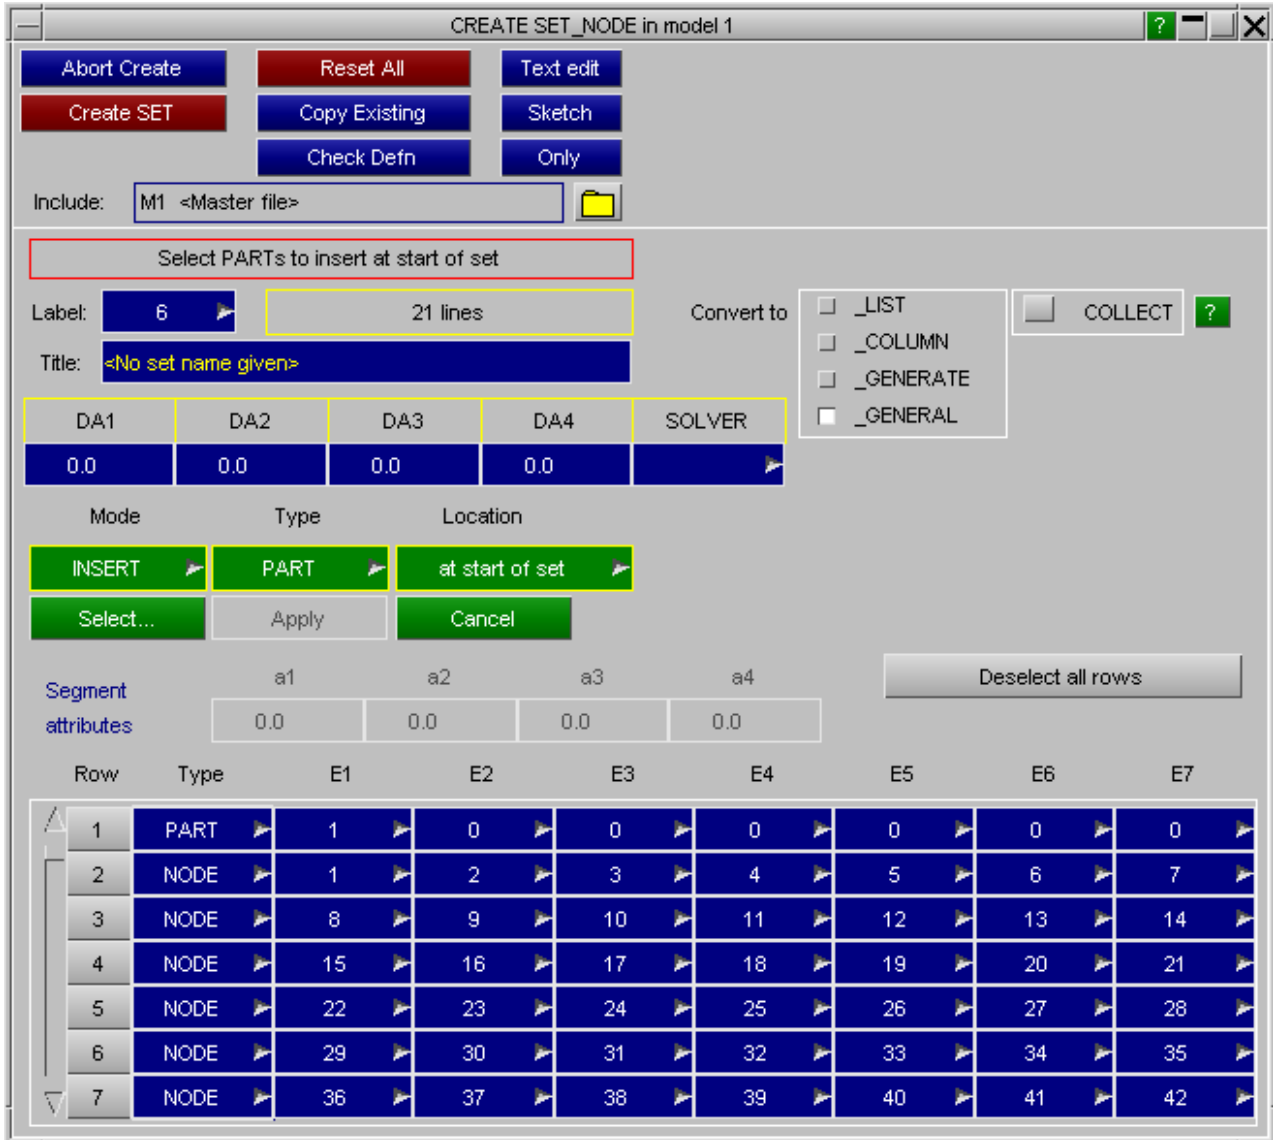 CREATE SET_NODE in model 1 ?
Abort Create Reset All Text edit
Create SET Copy Existing Sketch
Check Defn Only
Include: M1 <Master file>
Select PARTs to insert at start of set
Label: 6 21 lines Convert to _LIST COLLECT ?
_COLUMN
Title: <No set name given>
_GENERATE
DA1 DA2 DA3 DA4 SOLVER _GENERAL
0.0 0.0 0.0 0.0
Mode Type Location
INSERT PART at start of set
Select... Apply Cancel
Segment attributes a1 a2 a3 a4 Deselect all rows
0.0 0.0 0.0 0.0
Row Type E1 E2 E3 E4 E5 E6 E7
1 PART 1 0 0 0 0 0 0
2 NODE 1 2 3 4 5 6 7
3 NODE 8 9 10 11 12 13 14
4 NODE 15 16 17 18 19 20 21
5 NODE 22 23 24 25 26 27 28
6 NODE 29 30 31 32 33 34 35
7 NODE 36 37 38 39 40 41 42